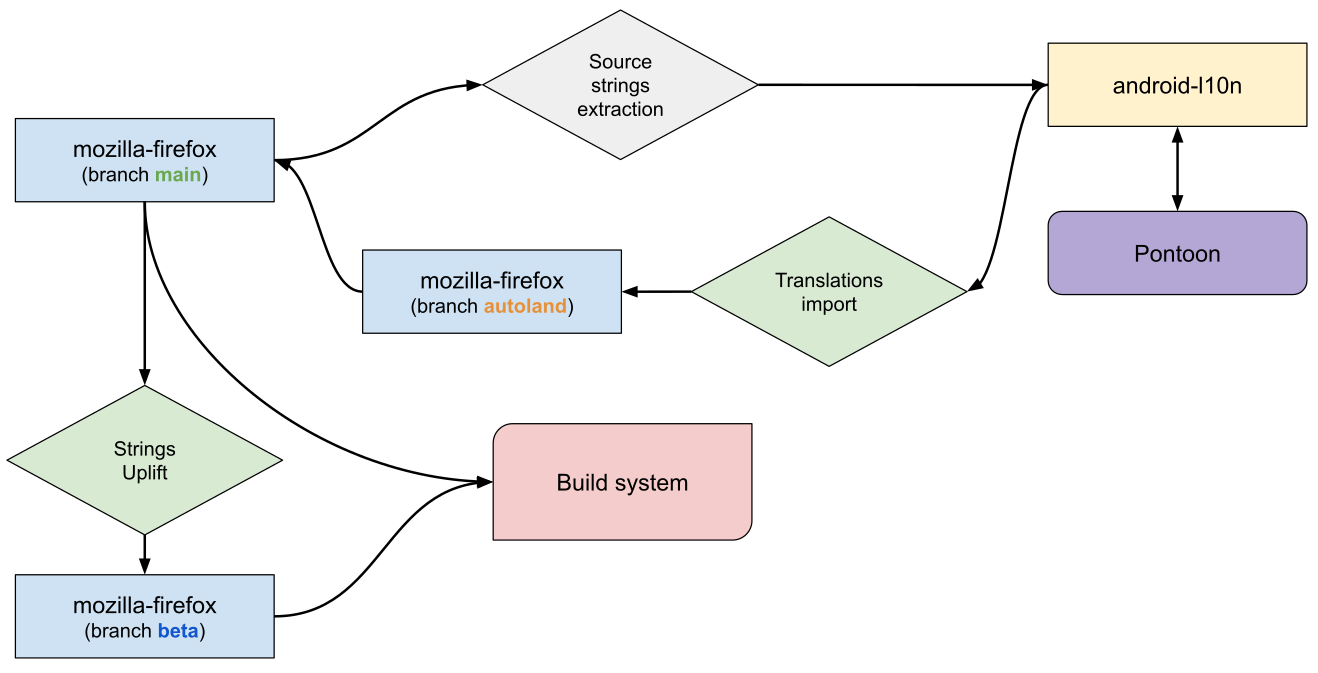 Source
strings
extraction
android-l10n
mozilla-firefox
(branch main)
mozilla-firefox
(branch autoland)
Translations
import
Pontoon
Strings
Uplift
Build system
mozilla-firefox
(branch beta)